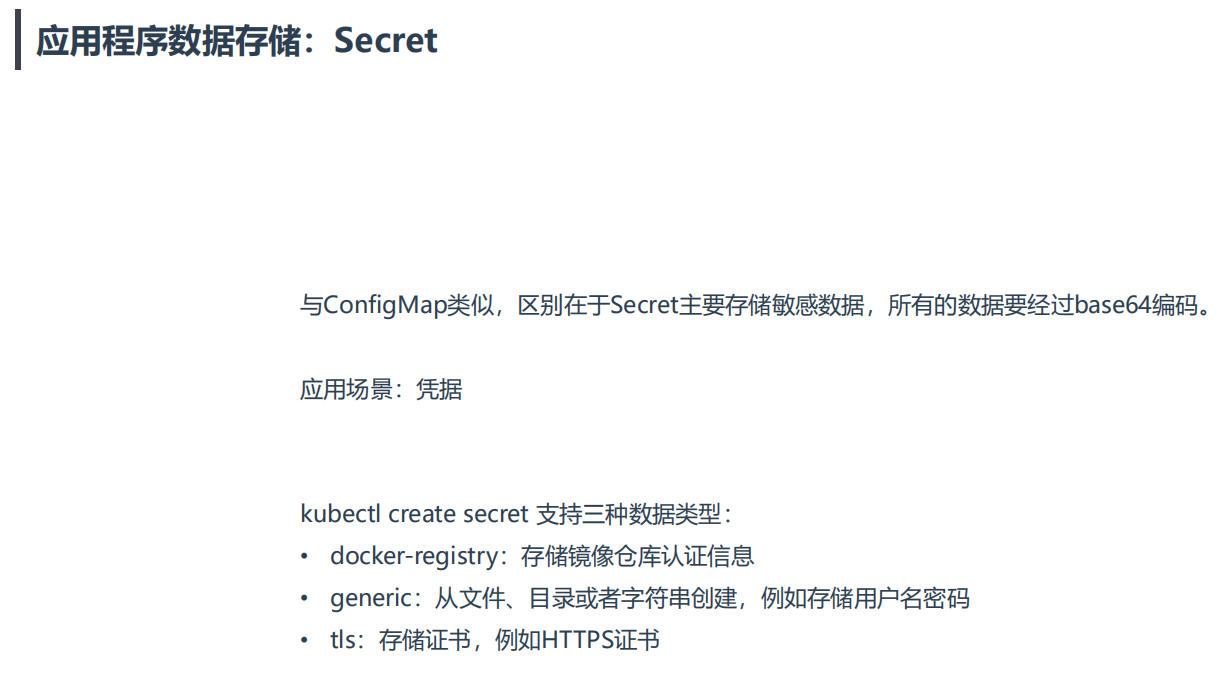 应用程序数据存储：Secret
与ConfigMap类似，区别在于Secret主要存储敏感数据，所有的数据要经过base64编码。
应用场景：凭据
kubectl create secret 支持三种数据类型：
• docker-registry：存储镜像仓库认证信息
• generic：从文件、目录或者字符串创建，例如存储用户名密码
• tls：存储证书，例如HTTPS证书